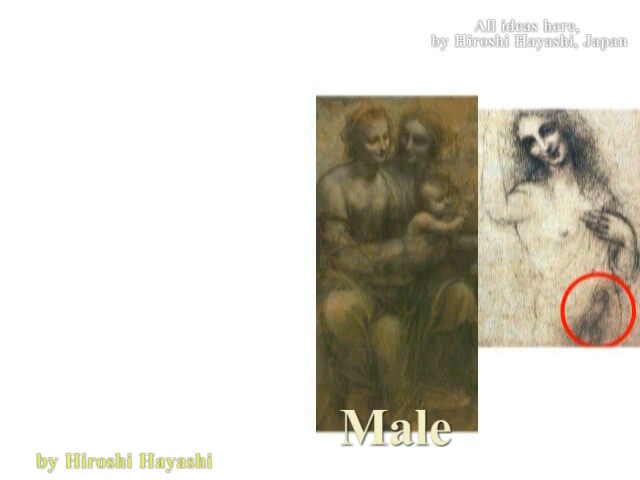 All ideas here,
by Hiroshi Hayashi, Japan
Male
by Hiroshi Hayashi